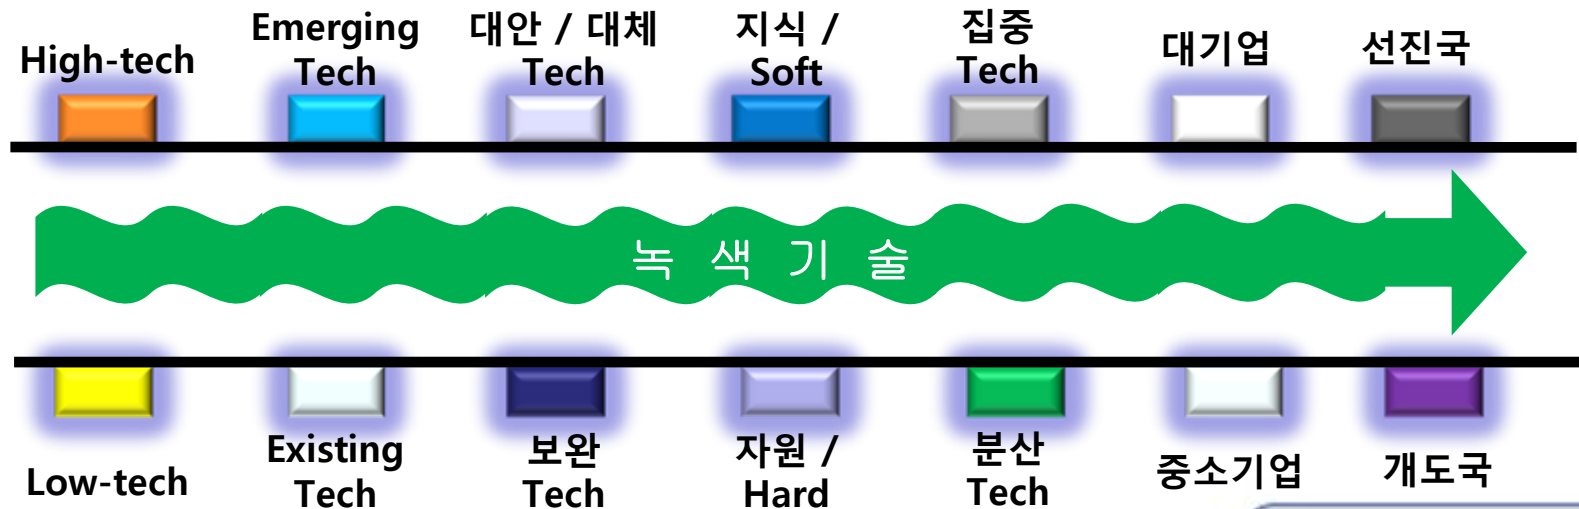 High-tech
Emerging
Tech
대안 / 대체
Tech
지식 /
Soft
집중
Tech
대기업
선진국
녹 색 기 술
Low-tech
Existing
Tech
보완
Tech
자원 /
Hard
분산
Tech
중소기업
개도국